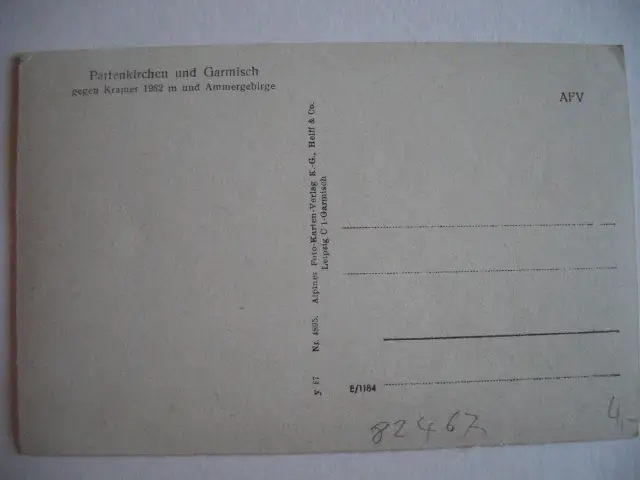 Partenkirchen und Garmisch
gegen Kramer 1982 m und Ammergebirge
AFV
Nr. 4895. Alpiner Foto-Karten-Verlag K.-G., Helff & Co.
Leipzig C 1-Garmisch
E/1184
82467
4,-